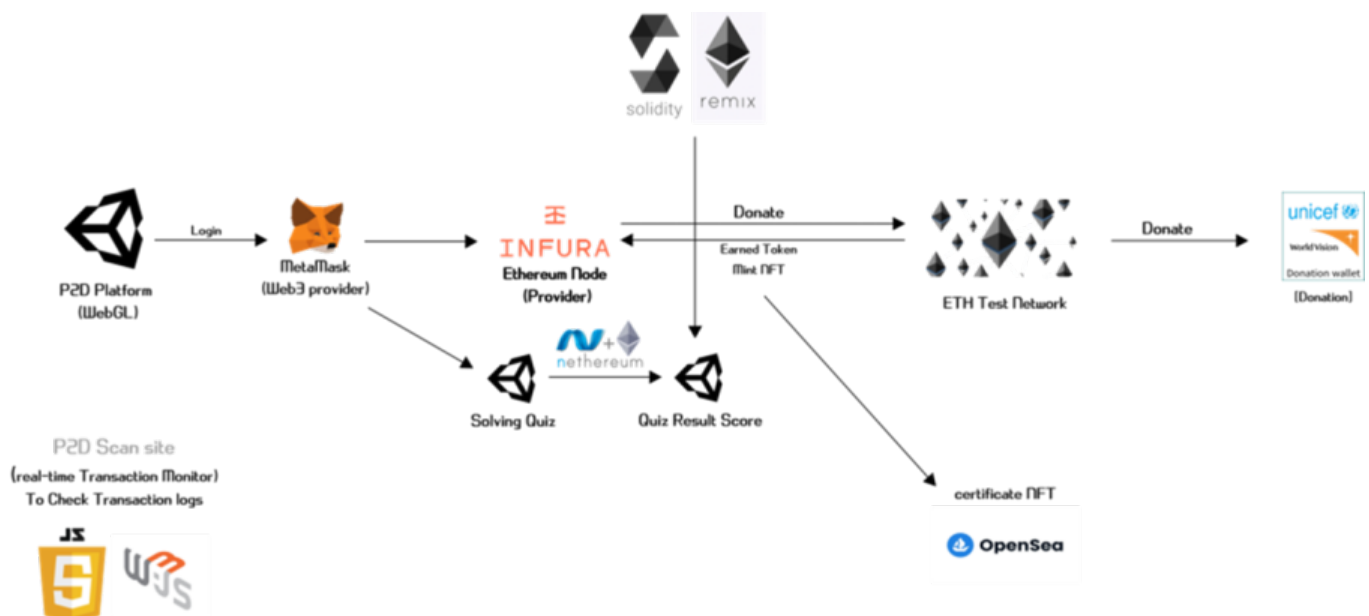 solidity
remix
Login
MetaMask
(Web3 provider)
P2D Platform
(WebGL)
INFURA
Ethereum Node
(Provider)
Donate
Earned Token
Mint NFT
ETH Test Network
Donate
unicef
World Vision
Donation wallet
[Donation]
nethereum
Solving Quiz
Quiz Result Score
P2D Scan site
(real-time Transaction Monitor)
To Check Transaction logs
JS
W3JS
certificate NFT
OpenSea